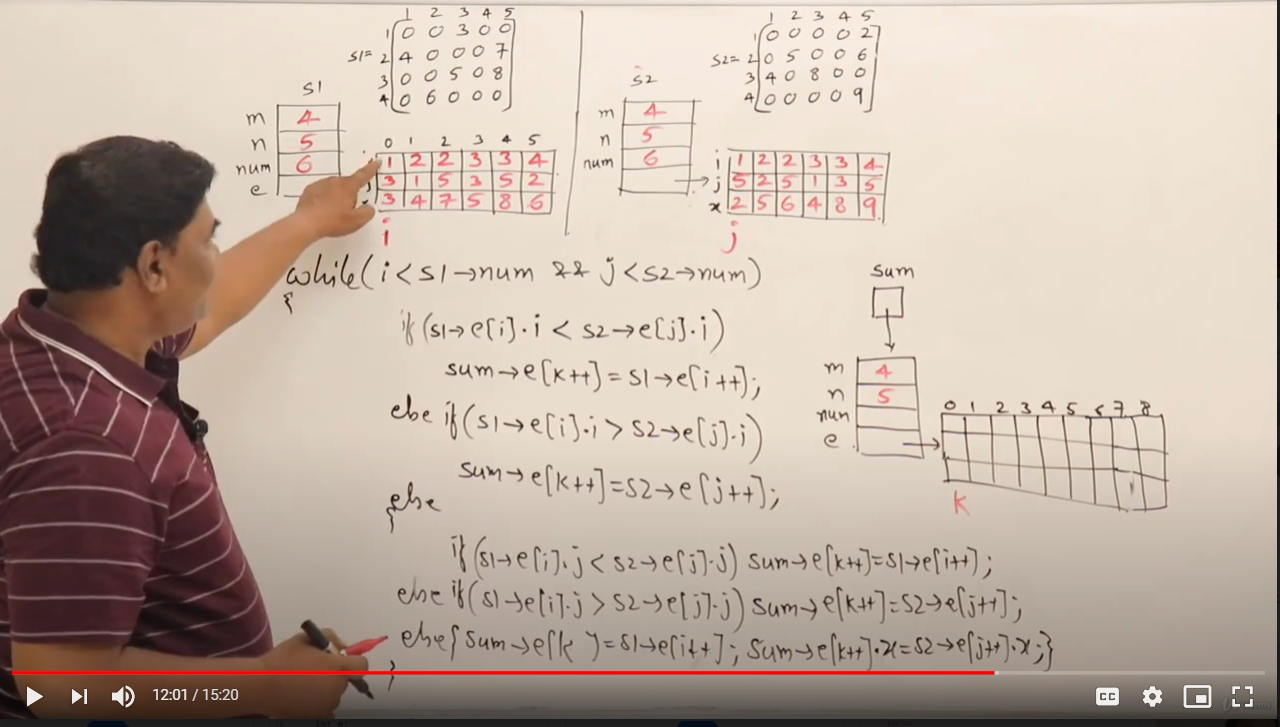 1 2 3 4 5
1 0 0 3 0 0
S1= 2 4 0 0 0 7
3 0 0 5 0 8
4 0 6 0 0 0
S1
m 4
n 5
num 6
e
0 1 2 3 4 5
1 2 2 3 3 4
3 1 5 3 5 2
3 4 7 5 8 6
i
1 2 3 4 5
1 0 0 0 0 2
S2= 2 0 5 0 0 6
3 4 0 8 0 0
4 0 0 0 0 9
S2
m 4
n 5
num 6
i 1 2 2 3 3 4
j 5 2 5 1 3 5
x 2 5 6 4 8 9
j
while(i<S1→num && j<S2→num)
{
if(S1→e[i].i < S2→e[j].i)
sum→e[k++]=S1→e[i++];
else if(S1→e[i].i > S2→e[j].i)
sum→e[k++]=S2→e[j++];
else
{
if(S1→e[i].j < S2→e[j].j) sum→e[k++]=S1→e[i++];
else if(S1→e[i].j > S2→e[j].j) sum→e[k++]=S2→e[j++];
else{ sum→e[k ]=S1→e[i++]; sum→e[k++].x=S2→e[j++].x;}
}
sum
m 4
n 5
num
e
0 1 2 3 4 5 6 7 8
k
12:01 / 15:20
CC